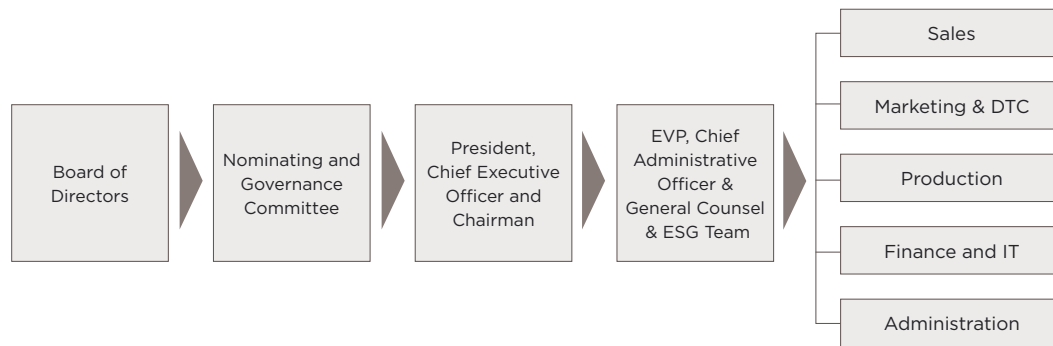 Board of
Directors
Nominating and
Governance
Committee
President,
Chief Executive
Officer and
Chairman
EVP, Chief
Administrative
Officer &
General Counsel
& ESG Team
Sales
Marketing & DTC
Production
Finance and IT
Administration